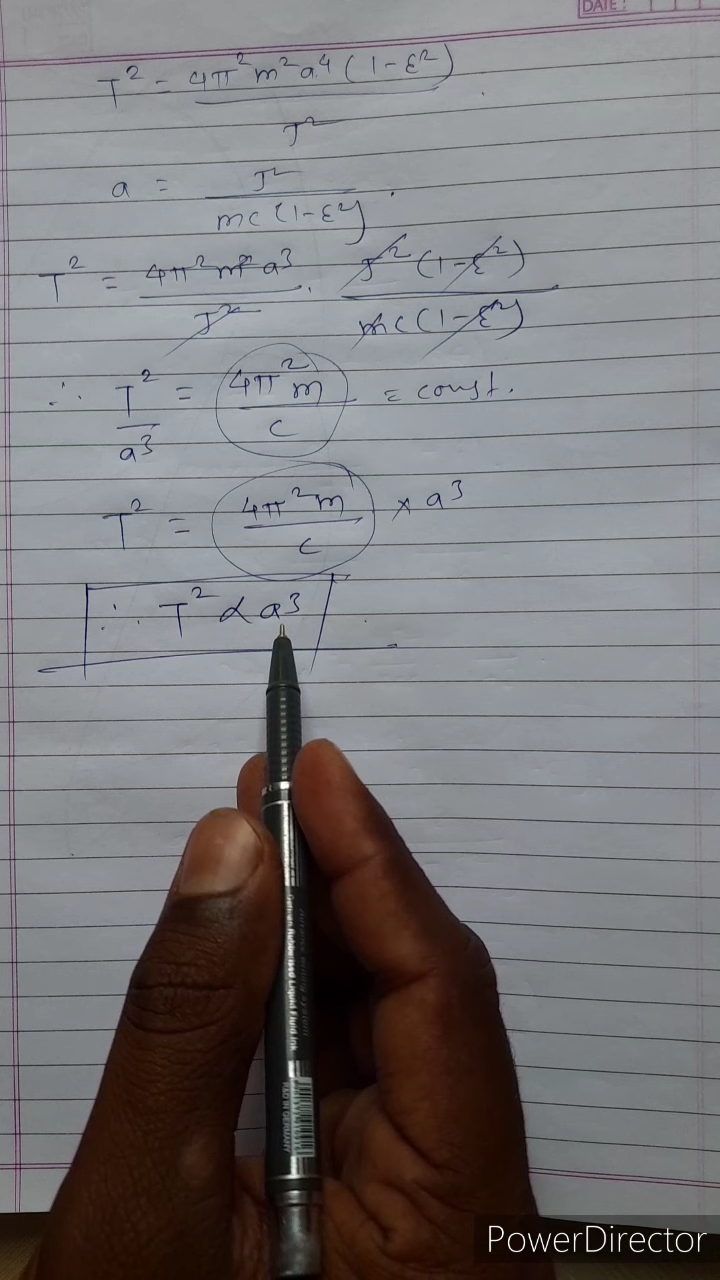 DATE:
T² = 4π²m²a⁴(1-ε²) / J²
a = J² / mc(1-ε²).
T² = 4π²m²a³ / J² . J²(1-ε²) / mc(1-ε²)
∴ T²/a³ = 4π²m / c = const.
T² = 4π²m / c × a³
∴ T² ∝ a³
PowerDirector